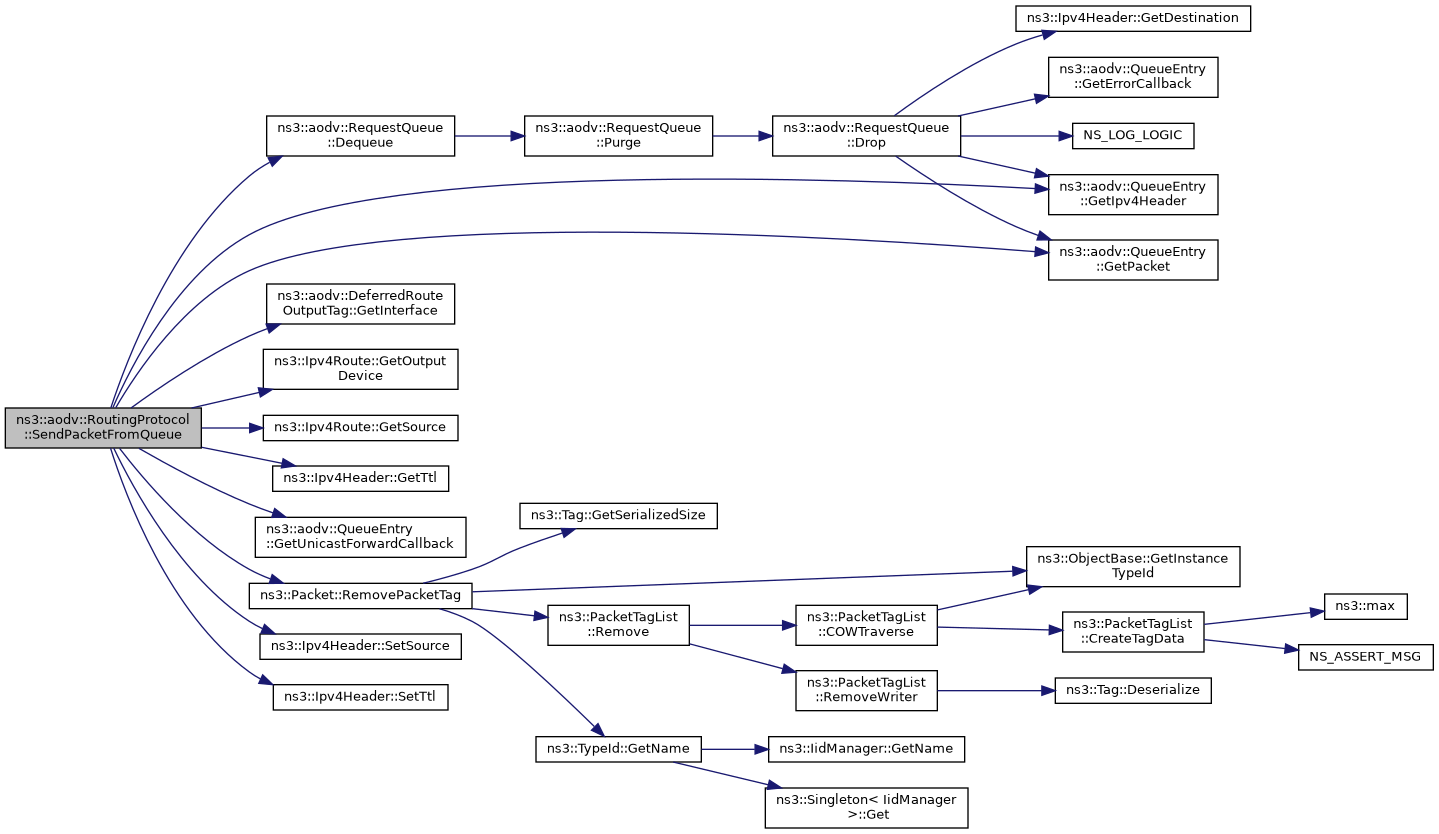 ns3::Ipv4Header::GetDestination
ns3::aodv::QueueEntry
::GetErrorCallback
ns3::aodv::RequestQueue
::Dequeue
ns3::aodv::RequestQueue
::Purge
ns3::aodv::RequestQueue
::Drop
NS_LOG_LOGIC
ns3::aodv::QueueEntry
::GetIpv4Header
ns3::aodv::QueueEntry
::GetPacket
ns3::aodv::DeferredRoute
OutputTag::GetInterface
ns3::Ipv4Route::GetOutput
Device
ns3::aodv::RoutingProtocol
::SendPacketFromQueue
ns3::Ipv4Route::GetSource
ns3::Ipv4Header::GetTtl
ns3::aodv::QueueEntry
::GetUnicastForwardCallback
ns3::Tag::GetSerializedSize
ns3::Packet::RemovePacketTag
ns3::ObjectBase::GetInstance
TypeId
ns3::PacketTagList
::Remove
ns3::PacketTagList
::COWTraverse
ns3::PacketTagList
::CreateTagData
ns3::max
NS_ASSERT_MSG
ns3::Ipv4Header::SetSource
ns3::PacketTagList
::RemoveWriter
ns3::Tag::Deserialize
ns3::Ipv4Header::SetTtl
ns3::TypeId::GetName
ns3::IidManager::GetName
ns3::Singleton< IidManager
>::Get